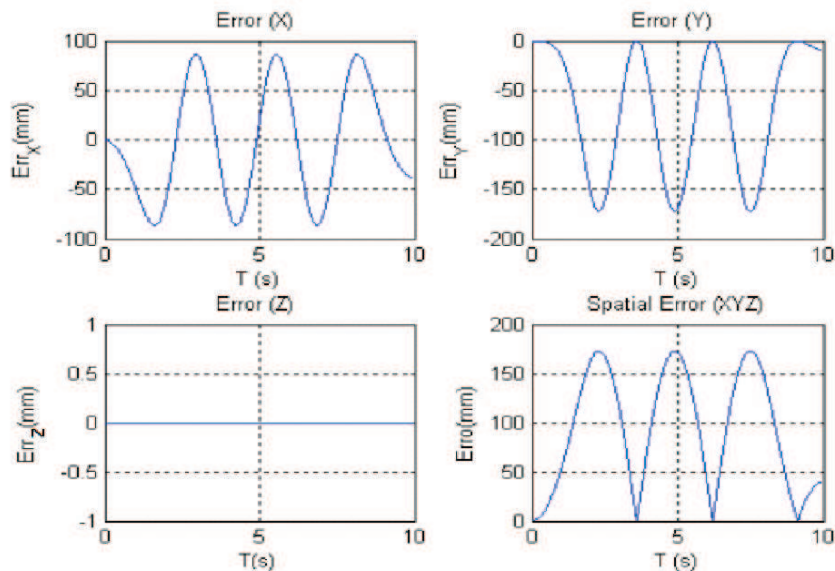 Error (X)
100
50
0
-50
-100
0
5
10
Err_X(mm)
T (s)
Error (Y)
0
-50
-100
-150
-200
0
5
10
Err_Y(mm)
T (s)
Error (Z)
1
0.5
0
-0.5
-1
0
5
10
Err_Z(mm)
T(s)
Spatial Error (XYZ)
200
150
100
50
0
0
5
10
Erro(mm)
T (s)